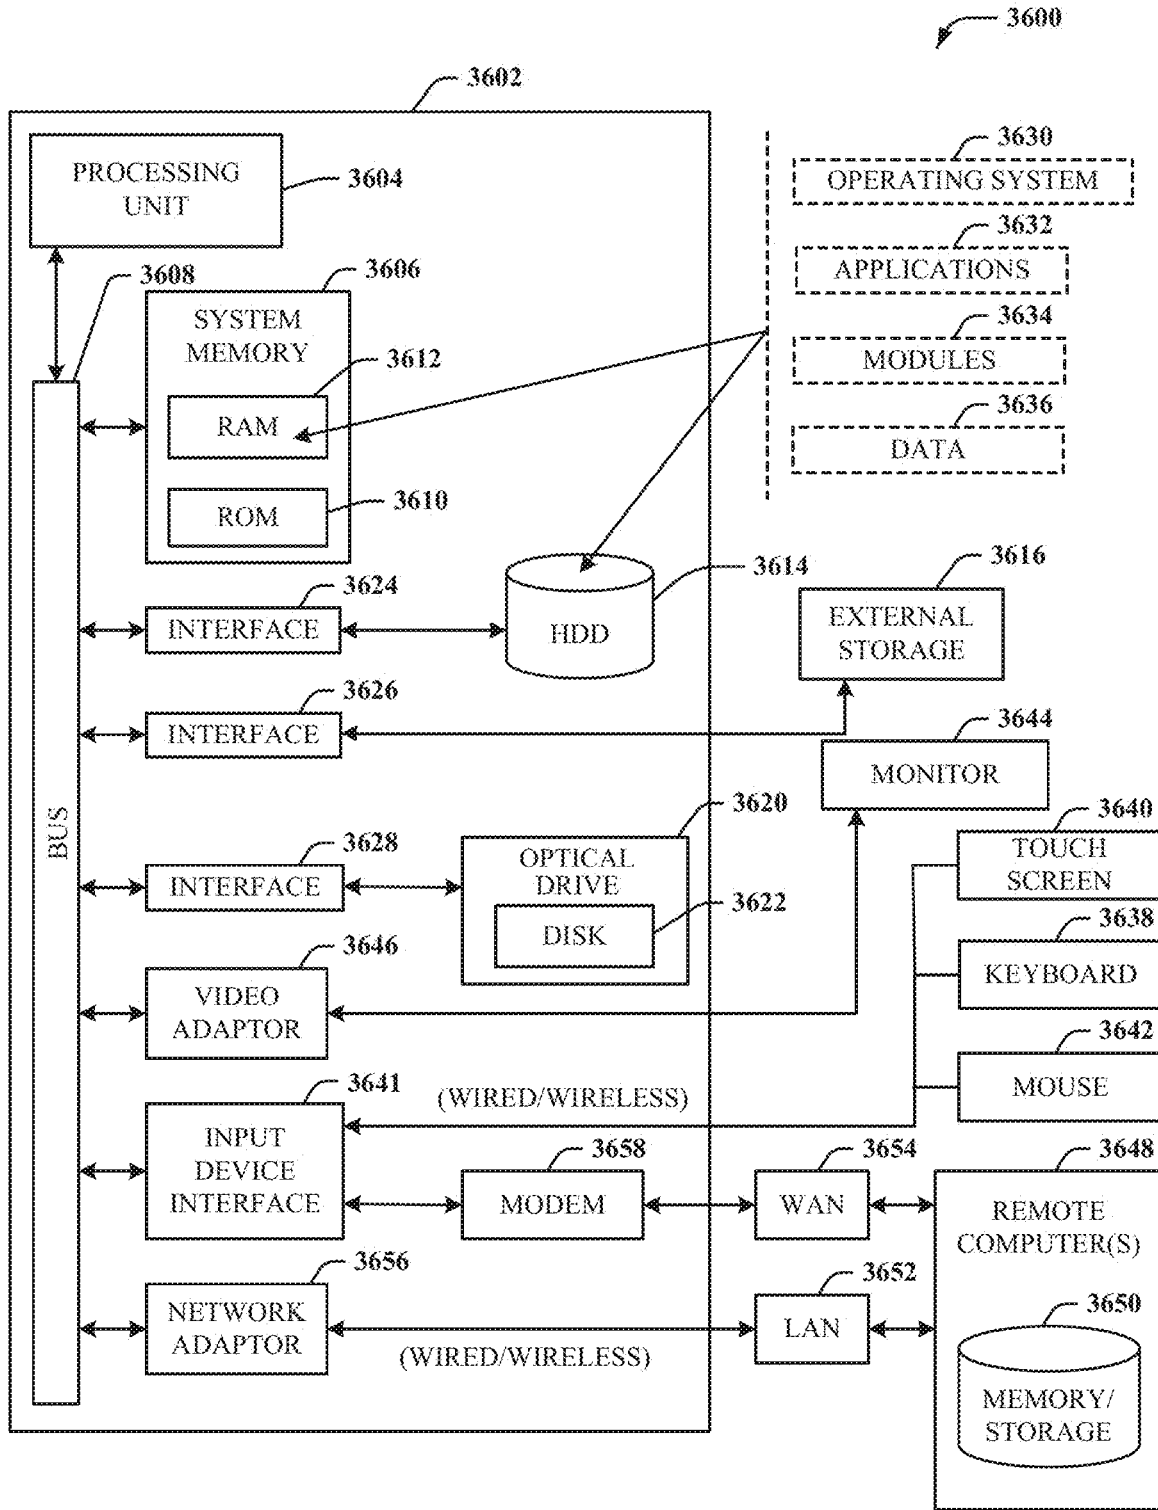 3600
3602
PROCESSING
UNIT
3604
3608
3606
SYSTEM
MEMORY
3612
RAM
ROM
3610
3630
OPERATING SYSTEM
3632
APPLICATIONS
3634
MODULES
3636
DATA
3624
INTERFACE
HDD
3614
3616
EXTERNAL
STORAGE
3626
INTERFACE
3644
MONITOR
BUS
3628
INTERFACE
3620
OPTICAL
DRIVE
3622
DISK
3640
TOUCH
SCREEN
3638
KEYBOARD
3642
MOUSE
3646
VIDEO
ADAPTOR
3641
INPUT
DEVICE
INTERFACE
(WIRED/WIRELESS)
3658
MODEM
3654
WAN
3648
REMOTE
COMPUTER(S)
3656
NETWORK
ADAPTOR
(WIRED/WIRELESS)
3652
LAN
3650
MEMORY/
STORAGE